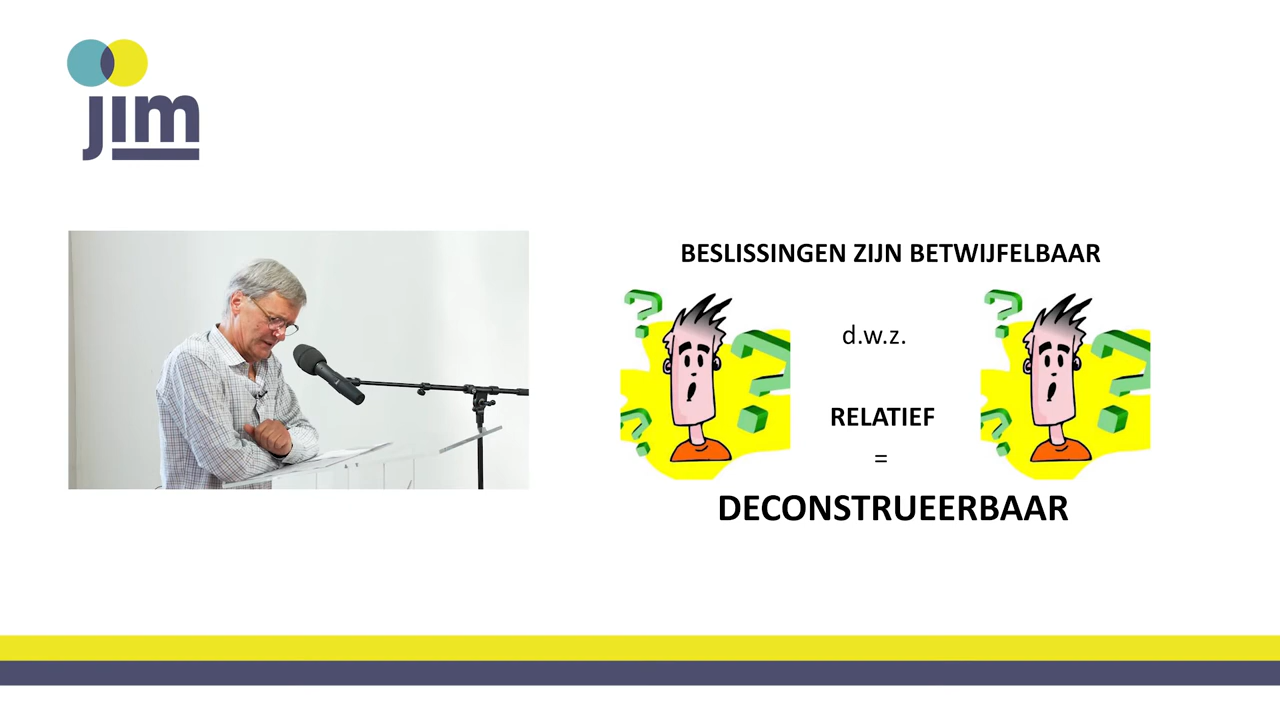 jim
BESLISSINGEN ZIJN BETWIJFELBAAR
d.w.z.
RELATIEF
=
DECONSTRUEERBAAR